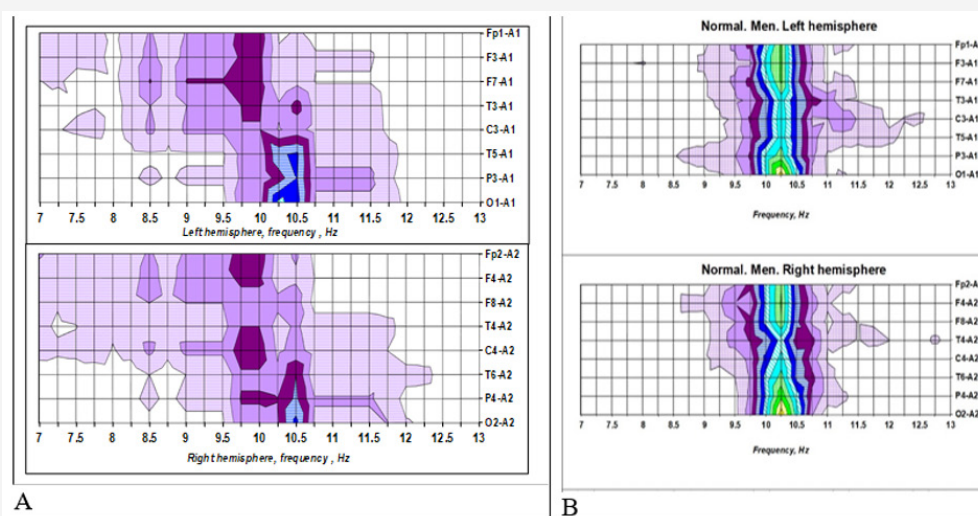 Fp1-A1
F3-A1
F7-A1
T3-A1
C3-A1
T5-A1
P3-A1
O1-A1
7 7.5 8 8.5 9 9.5 10 10.5 11 11.5 12 12.5 13
Left hemisphere, frequency , Hz
Fp2-A2
F4-A2
F8-A2
T4-A2
C4-A2
T6-A2
P4-A2
O2-A2
7 7.5 8 8.5 9 9.5 10 10.5 11 11.5 12 12.5 13
Right hemisphere, frequency , Hz
A
Normal. Men. Left hemisphere
Fp1-A
F3-A1
F7-A1
T3-A1
C3-A1
T5-A1
P3-A1
O1-A1
7 7.5 8 8.5 9 9.5 10 10.5 11 11.5 12 12.5 13
Frequency, Hz
Normal. Men. Right hemisphere
Fp2-A
F4-A2
F8-A2
T4-A2
C4-A2
T6-A2
P4-A2
O2-A2
7 7.5 8 8.5 9 9.5 10 10.5 11 11.5 12 12.5 13
Frequency, Hz
B